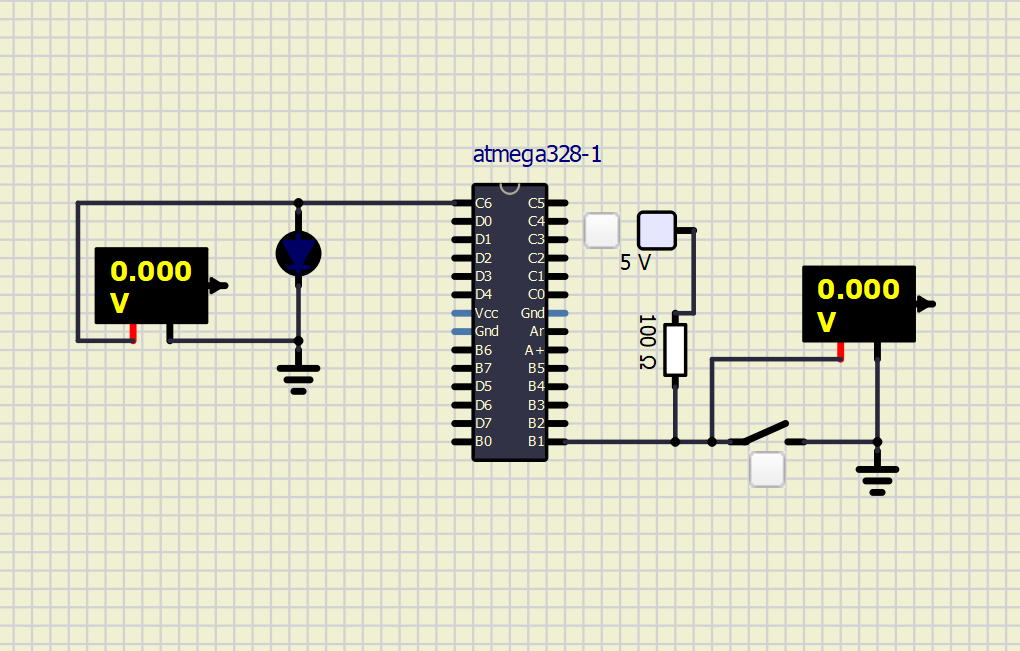 atmega328-1
C6 C5
D0 C4
D1 C3
D2 C2
D3 C1
D4 C0
Vcc Gnd
Gnd Ar
B6 A+
B7 B5
D5 B4
D6 B3
D7 B2
B0 B1
0.000
V
5 V
100 Ω
0.000
V